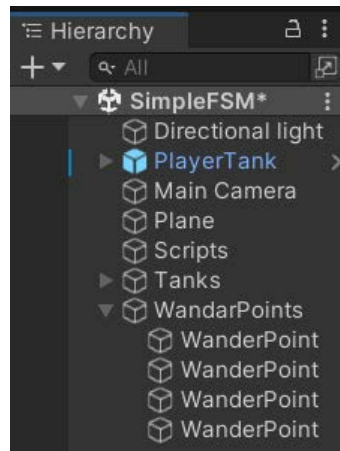 Hierarchy
All
SimpleFSM*
Directional light
PlayerTank
Main Camera
Plane
Scripts
Tanks
WandarPoints
WanderPoint
WanderPoint
WanderPoint
WanderPoint